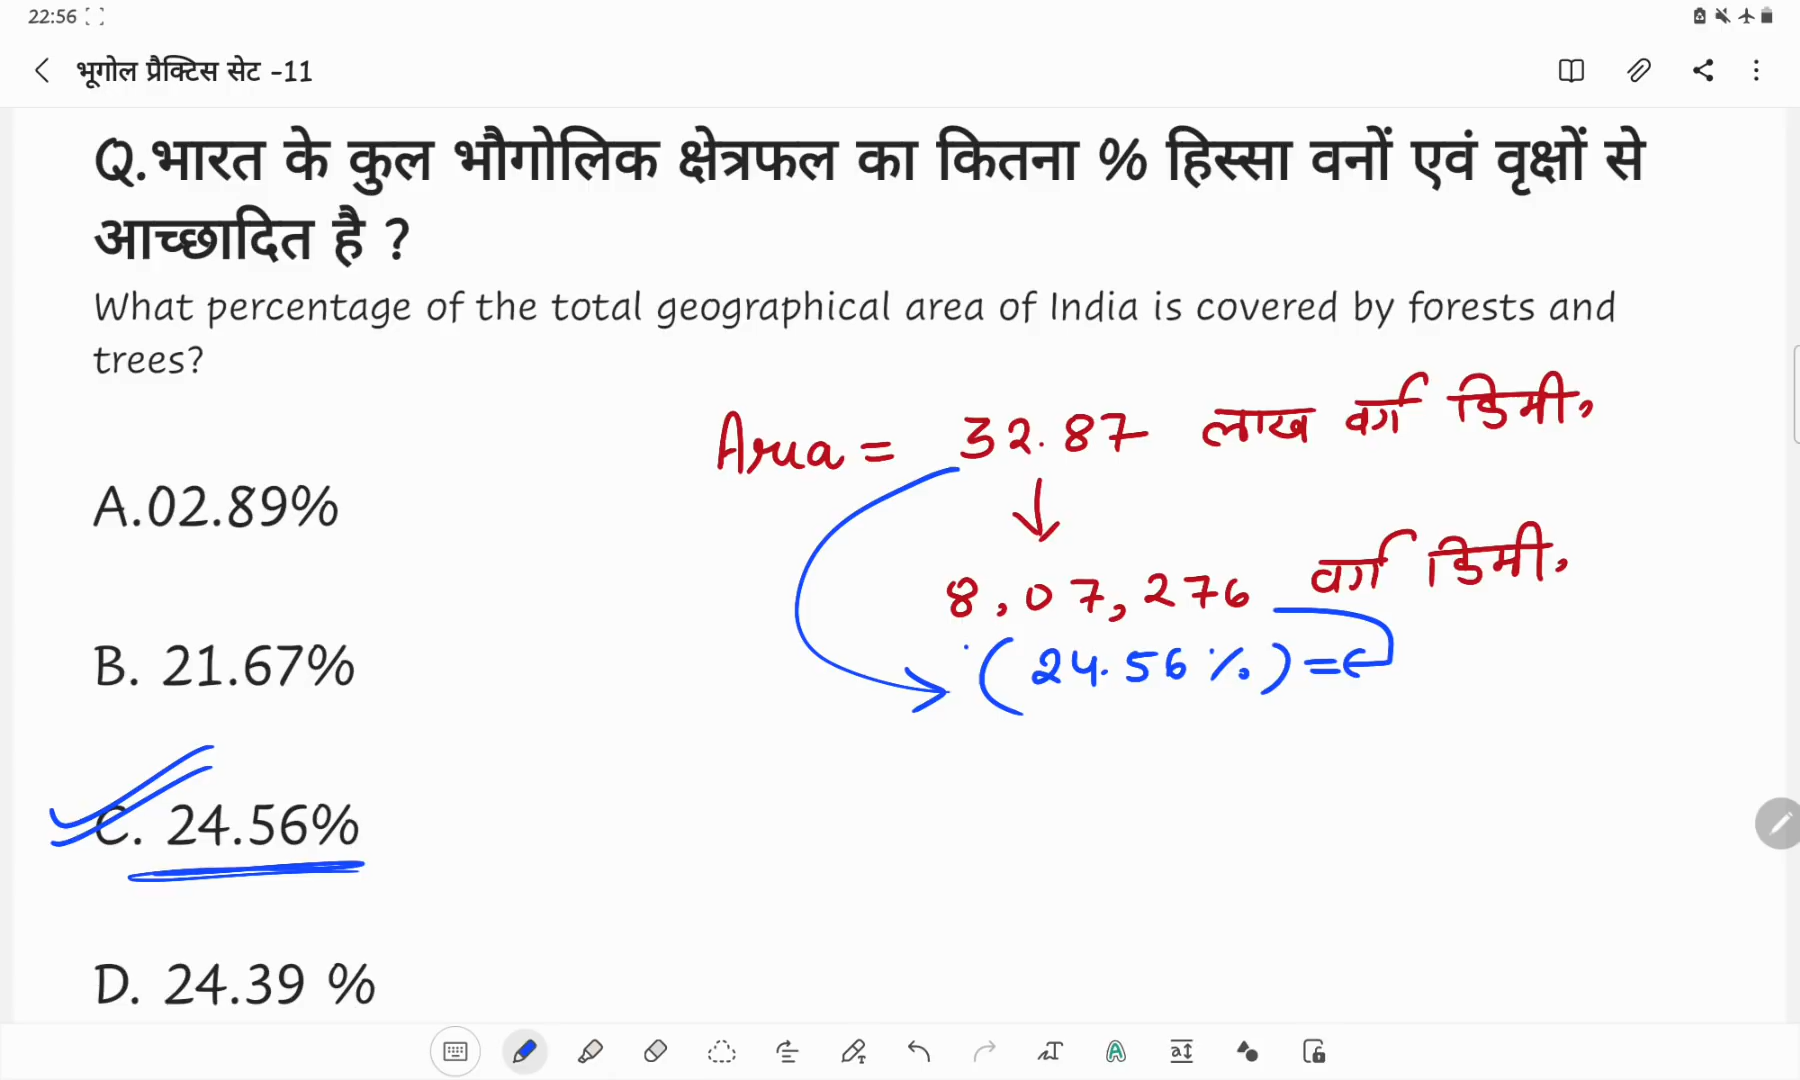 22:56
भूगोल प्रैक्टिस सेट -11
Q.भारत के कुल भौगोलिक क्षेत्रफल का कितना % हिस्सा वनों एवं वृक्षों से
आच्छादित है ?
What percentage of the total geographical area of India is covered by forests and
trees?
Area = 32.87 लाख वर्ग किमी,
A.02.89%
8,07,276 वर्ग किमी,
B. 21.67%
(24.56%) =
C. 24.56%
D. 24.39 %